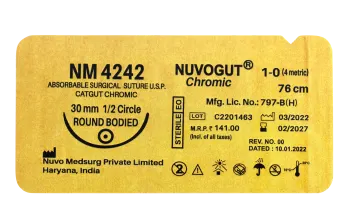 NM 4242
ABSORBABLE SURGICAL SUTURE U.S.P.
CATGUT CHROMIC
30 mm 1/2 Circle
ROUND BODIED
Nuvo Medsurg Private Limited
Haryana, India
NUVOGUT®
Chromic
1-0 (4 metric)
76 cm
Mfg. Lic. No.: 797-B(H)
STERILE EO
LOT C2201463
03/2022
M.R.P. ₹ 141.00
(Incl. of all taxes)
02/2027
REV. NO. 00
DATED : 10.01.2022